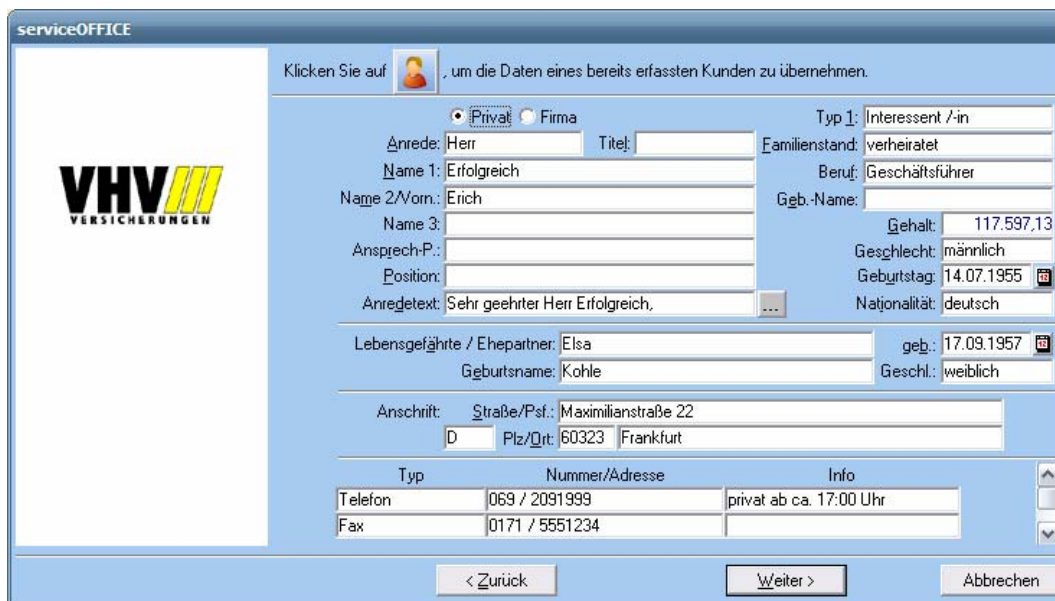 serviceOFFICE
Klicken Sie auf , um die Daten eines bereits erfassten Kunden zu übernehmen.
VHV
VERSICHERUNGEN
Privat Firma Typ 1: Interessent /-in
Anrede: Herr Titel: Familienstand: verheiratet
Name 1: Erfolgreich Beruf: Geschäftsführer
Name 2/Vorn.: Erich Geb.-Name:
Name 3: Gehalt: 117.597,13
Ansprech-P.: Geschlecht: männlich
Position: Geburtstag: 14.07.1955 12
Anredetext: Sehr geehrter Herr Erfolgreich, ... Nationalität: deutsch
Lebensgefährte / Ehepartner: Elsa geb.: 17.09.1957 12
Geburtsname: Kohle Geschl.: weiblich
Anschrift: Straße/Psf.: Maximilianstraße 22
D Plz/Ort: 60323 Frankfurt
Typ Nummer/Adresse Info
Telefon 069 / 2091999 privat ab ca. 17:00 Uhr
Fax 0171 / 5551234
< Zurück Weiter > Abbrechen